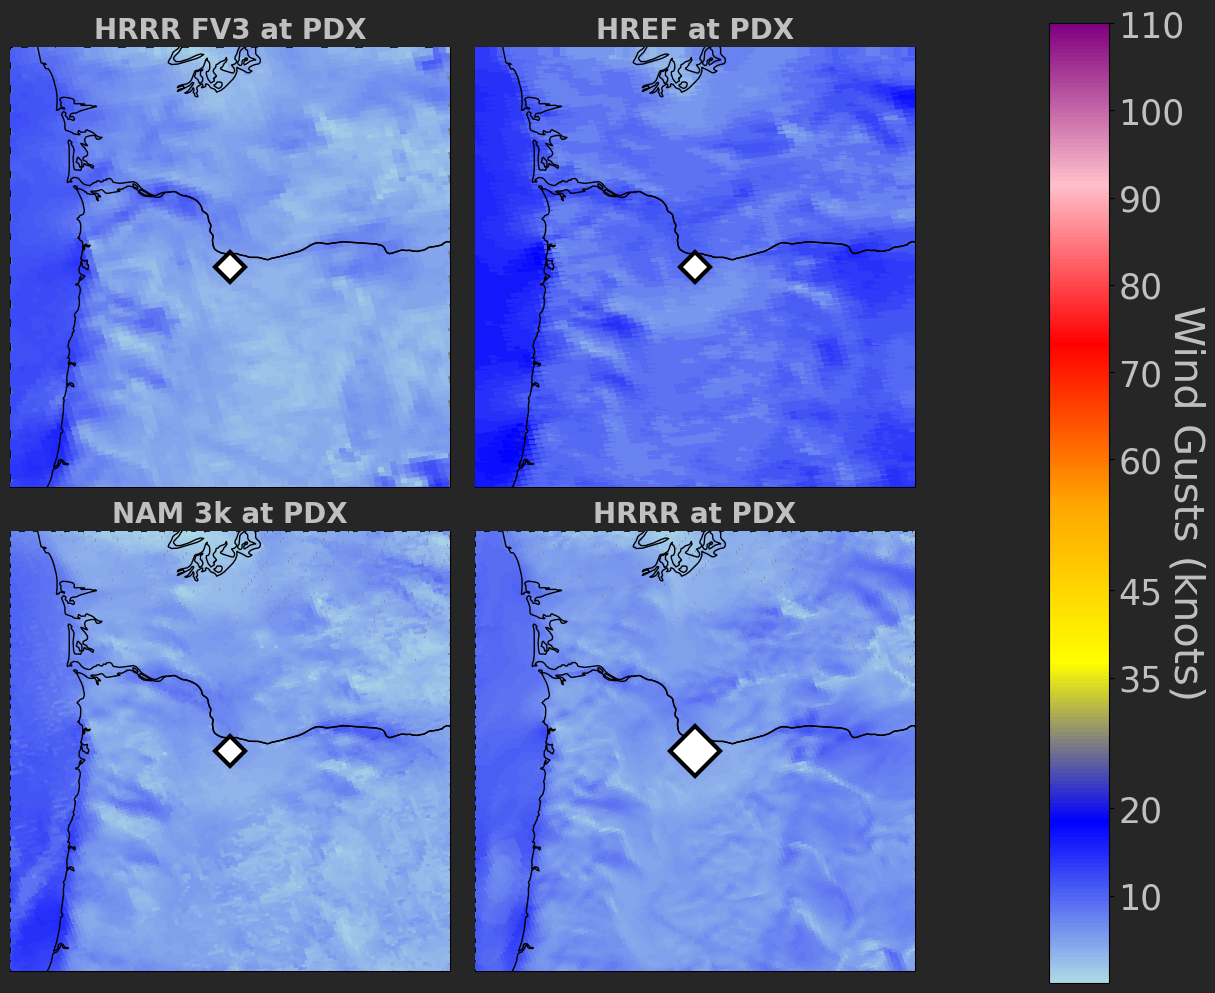 HRRR FV3 at PDX
HREF at PDX
NAM 3k at PDX
HRRR at PDX
110
100
90
80
70
60
45
35
20
10
Wind Gusts (knots)